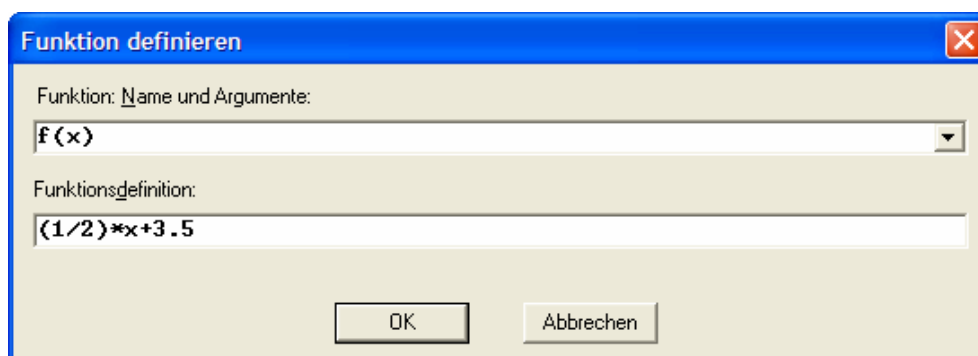 Funktion definieren
Funktion: Name und Argumente:
f(x)
Funktionsdefinition:
(1/2)*x+3.5
OK Abbrechen